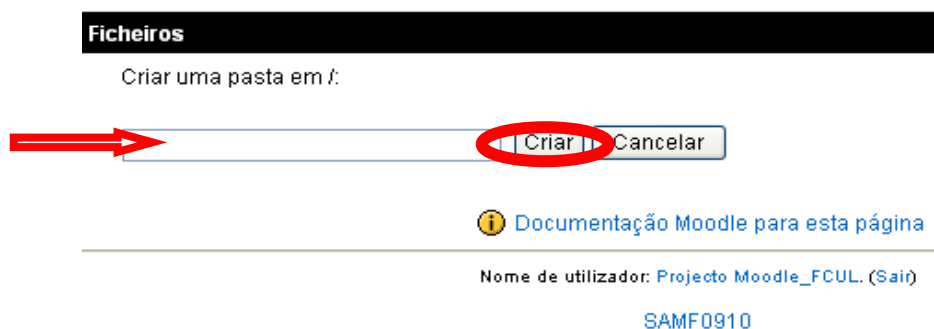 Ficheiros
Criar uma pasta em /:
Criar Cancelar
Documentação Moodle para esta página
Nome de utilizador: Projecto Moodle_FCUL. (Sair)
SAMF0910